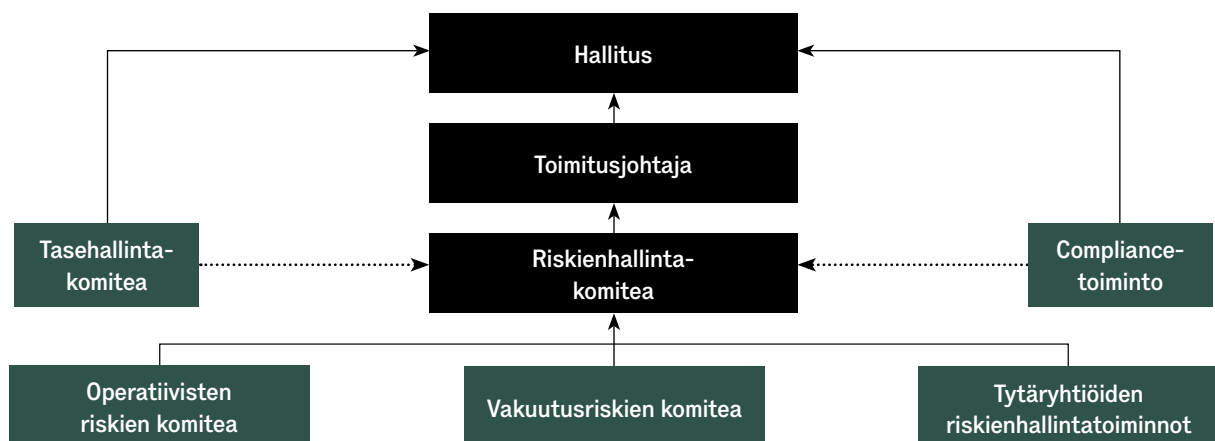 Hallitus
Toimitusjohtaja
Tasehallinta-
komitea
Riskienhallinta-
komitea
Compliance-
toiminto
Operatiivisten
riskien komitea
Vakuutusriskien komitea
Tytäryhtiöiden
riskienhallintatoiminnot